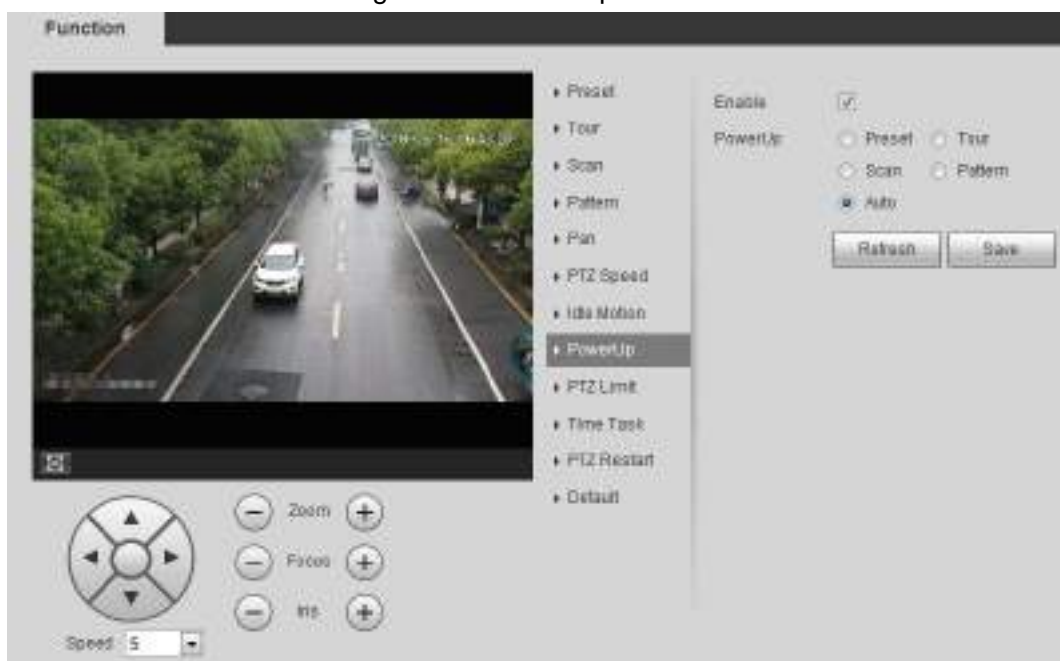 Function
Preset
Tour
Scan
Pattern
Pan
PTZ Speed
Idle Motion
PowerUp
PTZ Limit
Time Task
PTZ Restart
Default
Enable
PowerUp
Preset Tour
Scan Pattern
Auto
Refresh Save
Zoom
Focus
Iris
Speed 5